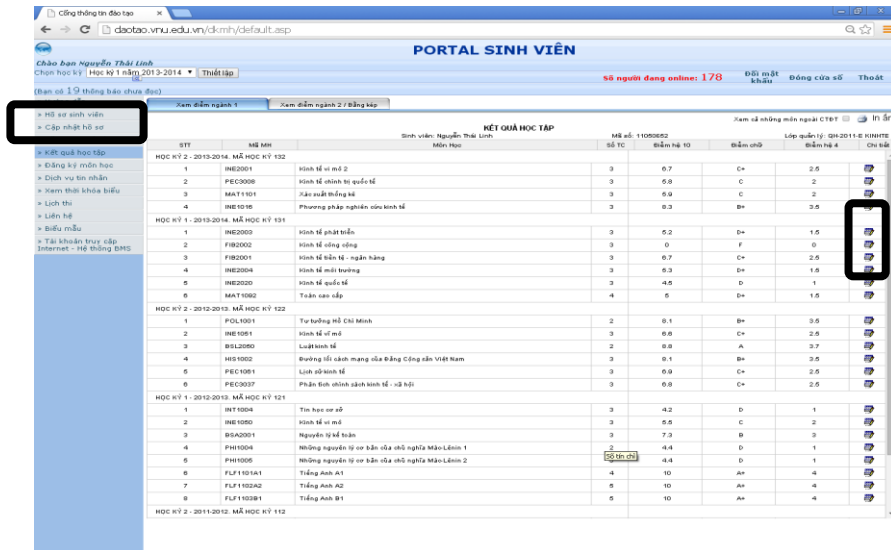 Cổng thông tin đào tạo
daotao.vnu.edu.vn/dkmh/default.asp
PORTAL SINH VIÊN
Chào bạn Nguyễn Thái Linh
Chọn học kỳ Học kỳ 1 năm 2013-2014 Thiết lập
Số người đang online: 178 Đổi mật khẩu Đóng cửa sổ Thoát
(Bạn có 19 thông báo chưa đọc)
Xem điểm ngành 1 Xem điểm ngành 2 / Bằng kép
» Hồ sơ sinh viên
» Cập nhật hồ sơ
» Kết quả học tập
» Đăng ký môn học
» Dịch vụ tin nhắn
» Xem thời khóa biểu
» Lịch thi
» Liên hệ
» Biểu mẫu
» Tài khoản truy cập
Internet - Hệ thống BMS
Xem cả những môn ngoài CTĐT In ấn
KẾT QUẢ HỌC TẬP
Sinh viên: Nguyễn Thái Linh Mã số: 11050652 Lớp quản lý: QH-2011-E KINHTE
STT Mã MH Môn Học Số TC Điểm hệ 10 Điểm chữ Điểm hệ 4 Chi tiết
HỌC KỲ 2 - 2013-2014. MÃ HỌC KỲ 132
1 INE2001 Kinh tế vi mô 2 3 6.7 C+ 2.5
2 PEC3008 Kinh tế chính trị quốc tế 3 5.8 C 2
3 MAT1101 Xác suất thống kê 3 5.9 C 2
4 INE1016 Phương pháp nghiên cứu kinh tế 3 8.3 B+ 3.5
HỌC KỲ 1 - 2013-2014. MÃ HỌC KỲ 131
1 INE2003 Kinh tế phát triển 3 5.2 D+ 1.5
2 FIB2002 Kinh tế công cộng 3 0 F 0
3 FIB2001 Kinh tế tiền tệ - ngân hàng 3 6.7 C+ 2.5
4 INE2004 Kinh tế môi trường 3 5.3 D+ 1.5
5 INE2020 Kinh tế quốc tế 3 4.5 D 1
6 MAT1092 Toán cao cấp 4 5 D+ 1.5
HỌC KỲ 2 - 2012-2013. MÃ HỌC KỲ 122
1 POL1001 Tư tưởng Hồ Chí Minh 2 8.1 B+ 3.5
2 INE1051 Kinh tế vĩ mô 3 6.6 C+ 2.5
3 BSL2050 Luật kinh tế 2 8.8 A 3.7
4 HIS1002 Đường lối cách mạng của Đảng Cộng sản Việt Nam 3 8.1 B+ 3.5
5 PEC1061 Lịch sử kinh tế 3 6.9 C+ 2.5
6 PEC3037 Phân tích chính sách kinh tế - xã hội 3 6.8 C+ 2.5
HỌC KỲ 1 - 2012-2013. MÃ HỌC KỲ 121
1 INT1004 Tin học cơ sở 3 4.2 D 1
2 INE1050 Kinh tế vi mô 3 5.5 C 2
3 BSA2001 Nguyên lý kế toán 3 7.3 B 3
4 PHI1004 Những nguyên lý cơ bản của chủ nghĩa Mác-Lênin 1 2 4.4 D 1
5 PHI1005 Những nguyên lý cơ bản của chủ nghĩa Mác-Lênin 2 4.4 D 1
Số tín chỉ
6 FLF1101A1 Tiếng Anh A1 4 10 A+ 4
7 FLF1102A2 Tiếng Anh A2 5 10 A+ 4
8 FLF1103B1 Tiếng Anh B1 5 10 A+ 4
HỌC KỲ 2 - 2011-2012. MÃ HỌC KỲ 112